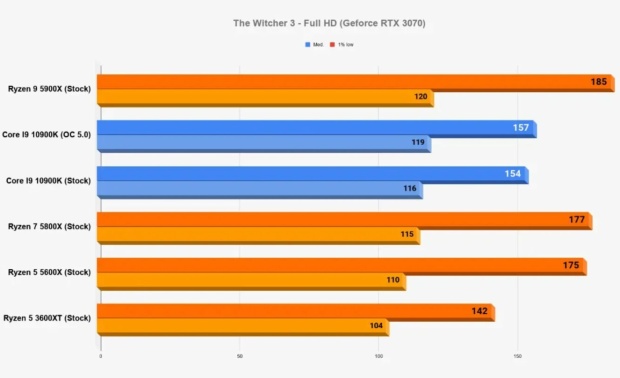 The Witcher 3 - Full HD (Geforce RTX 3070)
Med. 1% low
Ryzen 9 5900X (Stock) 185
120
Core I9 10900K (OC 5.0) 157
119
Core I9 10900K (Stock) 154
116
Ryzen 7 5800X (Stock) 177
115
Ryzen 5 5600X (Stock) 175
110
Ryzen 5 3600XT (Stock) 142
104
0 50 100 150